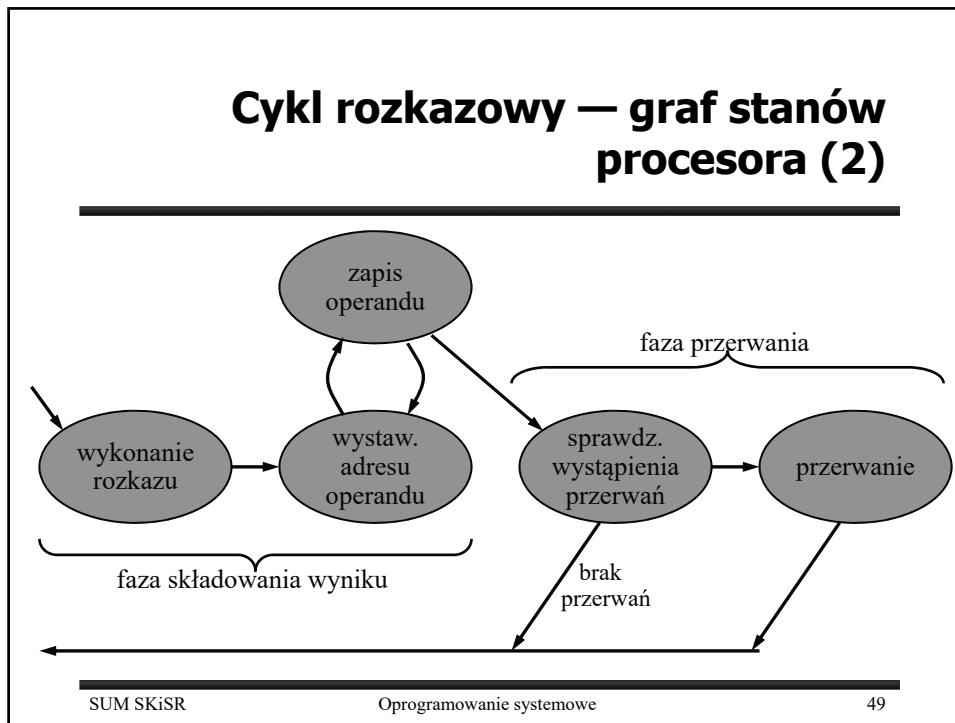 Cykl rozkazowy — graf stanów
procesora (2)
zapis
operandu
faza przerwania
wykonanie
rozkazu
wystaw.
adresu
operandu
sprawdz.
wystąpienia
przerwań
przerwanie
faza składowania wyniku
brak
przerwań
SUM SKiSR
Oprogramowanie systemowe
49